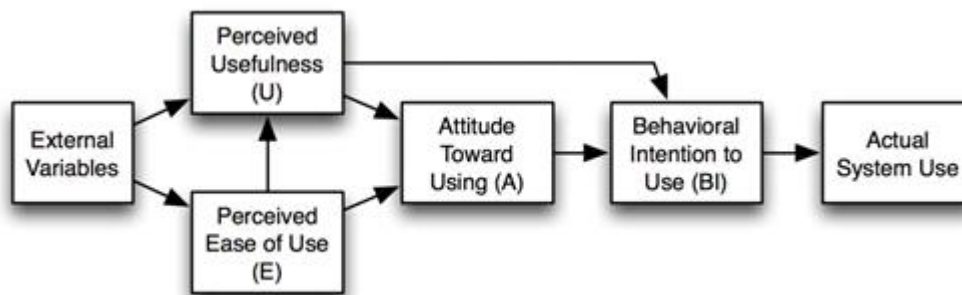 External
Variables
Perceived
Usefulness
(U)
Perceived
Ease of Use
(E)
Attitude
Toward
Using (A)
Behavioral
Intention to
Use (BI)
Actual
System Use